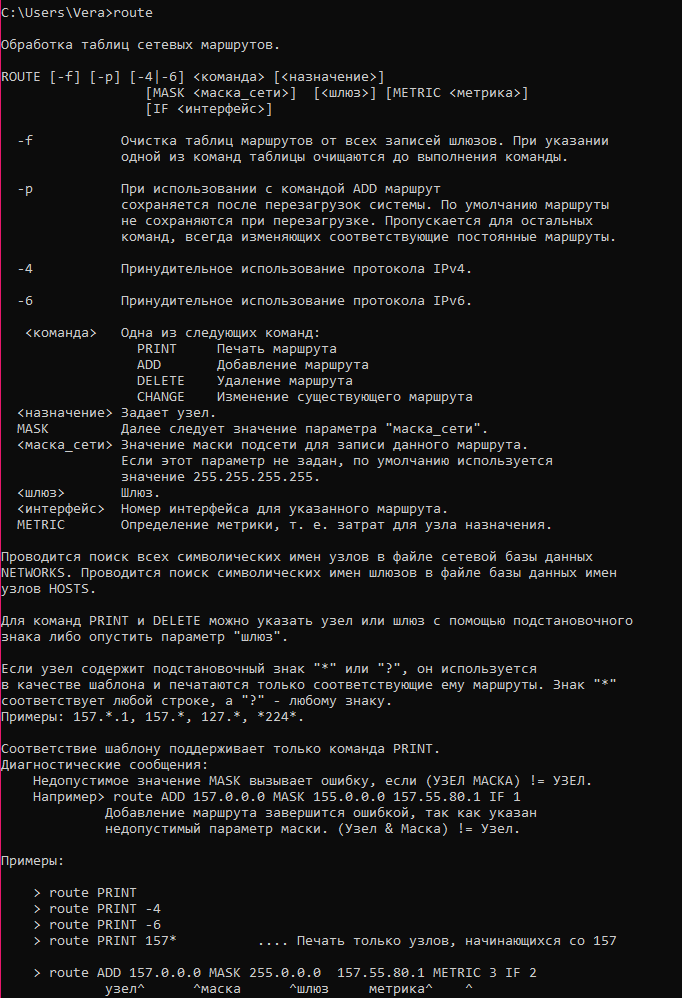 C:\Users\Vera>route
Обработка таблиц сетевых маршрутов.
ROUTE [-f] [-p] [-4|-6] <команда> [<назначение>]
[MASK <маска_сети>]  [<шлюз>] [METRIC <метрика>]
[IF <интерфейс>]
-f           Очистка таблиц маршрутов от всех записей шлюзов. При указании
одной из команд таблицы очищаются до выполнения команды.
-p           При использовании с командой ADD маршрут
сохраняется после перезагрузок системы. По умолчанию маршруты
не сохраняются при перезагрузке. Пропускается для остальных
команд, всегда изменяющих соответствующие постоянные маршруты.
-4           Принудительное использование протокола IPv4.
-6           Принудительное использование протокола IPv6.
<команда>   Одна из следующих команд:
PRINT     Печать маршрута
ADD       Добавление маршрута
DELETE    Удаление маршрута
CHANGE    Изменение существующего маршрута
<назначение> Задает узел.
MASK         Далее следует значение параметра "маска_сети".
<маска_сети> Значение маски подсети для записи данного маршрута.
Если этот параметр не задан, по умолчанию используется
значение 255.255.255.255.
<шлюз>       Шлюз.
<интерфейс>  Номер интерфейса для указанного маршрута.
METRIC       Определение метрики, т. е. затрат для узла назначения.
Проводится поиск всех символических имен узлов в файле сетевой базы данных
NETWORKS. Проводится поиск символических имен шлюзов в файле базы данных имен
узлов HOSTS.
Для команд PRINT и DELETE можно указать узел или шлюз с помощью подстановочного
знака либо опустить параметр "шлюз".
Если узел содержит подстановочный знак "*" или "?", он используется
в качестве шаблона и печатаются только соответствующие ему маршруты. Знак "*"
соответствует любой строке, а "?" - любому знаку.
Примеры: 157.*.1, 157.*, 127.*, *224*.
Соответствие шаблону поддерживает только команда PRINT.
Диагностические сообщения:
Недопустимое значение MASK вызывает ошибку, если (УЗЕЛ МАСКА) != УЗЕЛ.
Например> route ADD 157.0.0.0 MASK 155.0.0.0 157.55.80.1 IF 1
Добавление маршрута завершится ошибкой, так как указан
недопустимый параметр маски. (Узел & Маска) != Узел.
Примеры:
> route PRINT
> route PRINT -4
> route PRINT -6
> route PRINT 157*          .... Печать только узлов, начинающихся со 157
> route ADD 157.0.0.0 MASK 255.0.0.0  157.55.80.1 METRIC 3 IF 2
узел^      ^маска      ^шлюз     метрика^    ^